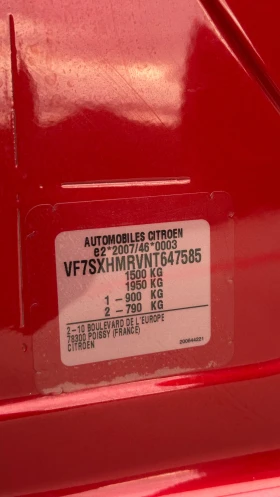 AUTOMOBILES CITROEN
e2*2007/46*0003
VF7SXHMRVNT647585
1500 KG
1950 KG
1 - 900 KG
2 - 790 KG
2-10 BOULEVARD DE L'EUROPE
78300 POISSY (FRANCE)
CITROEN
290644221